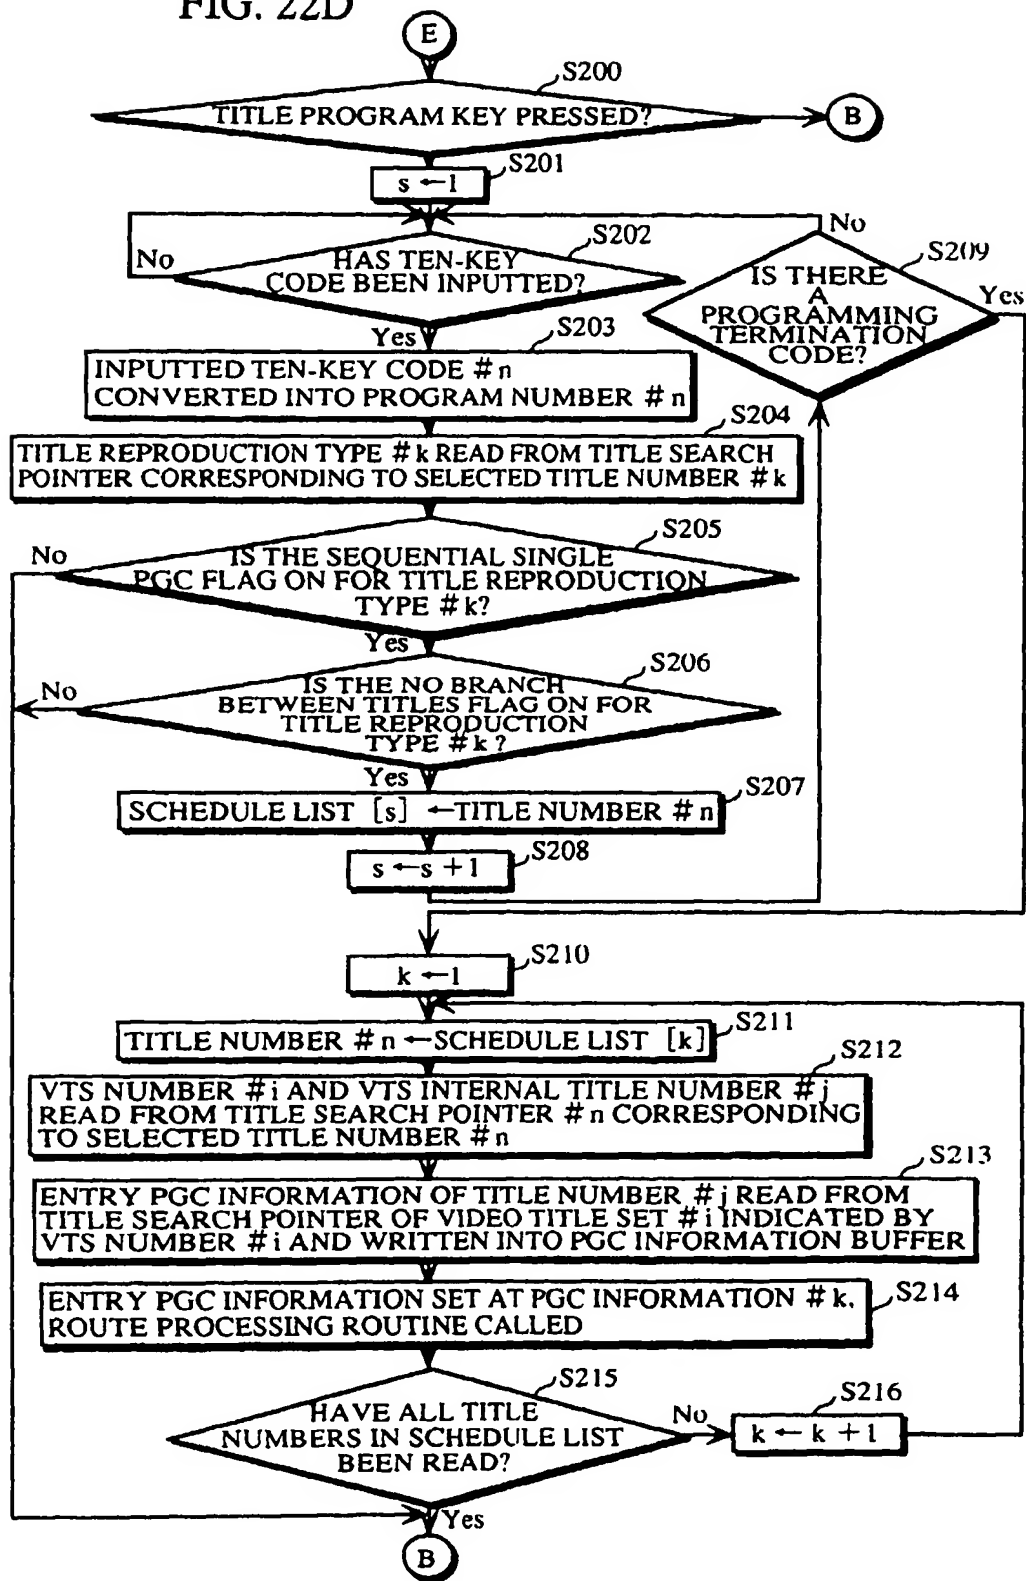 FIG. 22D
E
S200
TITLE PROGRAM KEY PRESSED?
B
S201
s ← 1
No
S202
HAS TEN-KEY
CODE BEEN INPUTTED?
No
S209
IS THERE
A
PROGRAMMING
TERMINATION
CODE?
Yes
Yes
S203
INPUTTED TEN-KEY CODE #n
CONVERTED INTO PROGRAM NUMBER #n
S204
TITLE REPRODUCTION TYPE #k READ FROM TITLE SEARCH
POINTER CORRESPONDING TO SELECTED TITLE NUMBER #k
S205
No
IS THE SEQUENTIAL SINGLE
PGC FLAG ON FOR TITLE REPRODUCTION
TYPE #k?
Yes
S206
No
IS THE NO BRANCH
BETWEEN TITLES FLAG ON FOR
TITLE REPRODUCTION
TYPE #k?
Yes
S207
SCHEDULE LIST [s] ← TITLE NUMBER #n
S208
s ← s + 1
S210
k ← 1
S211
TITLE NUMBER #n ← SCHEDULE LIST [k]
S212
VTS NUMBER #i AND VTS INTERNAL TITLE NUMBER #j
READ FROM TITLE SEARCH POINTER #n CORRESPONDING
TO SELECTED TITLE NUMBER #n
S213
ENTRY PGC INFORMATION OF TITLE NUMBER #j READ FROM
TITLE SEARCH POINTER OF VIDEO TITLE SET #i INDICATED BY
VTS NUMBER #i AND WRITTEN INTO PGC INFORMATION BUFFER
S214
ENTRY PGC INFORMATION SET AT PGC INFORMATION #k.
ROUTE PROCESSING ROUTINE CALLED
S215
HAVE ALL TITLE
NUMBERS IN SCHEDULE LIST
BEEN READ?
No
S216
k ← k + 1
Yes
B